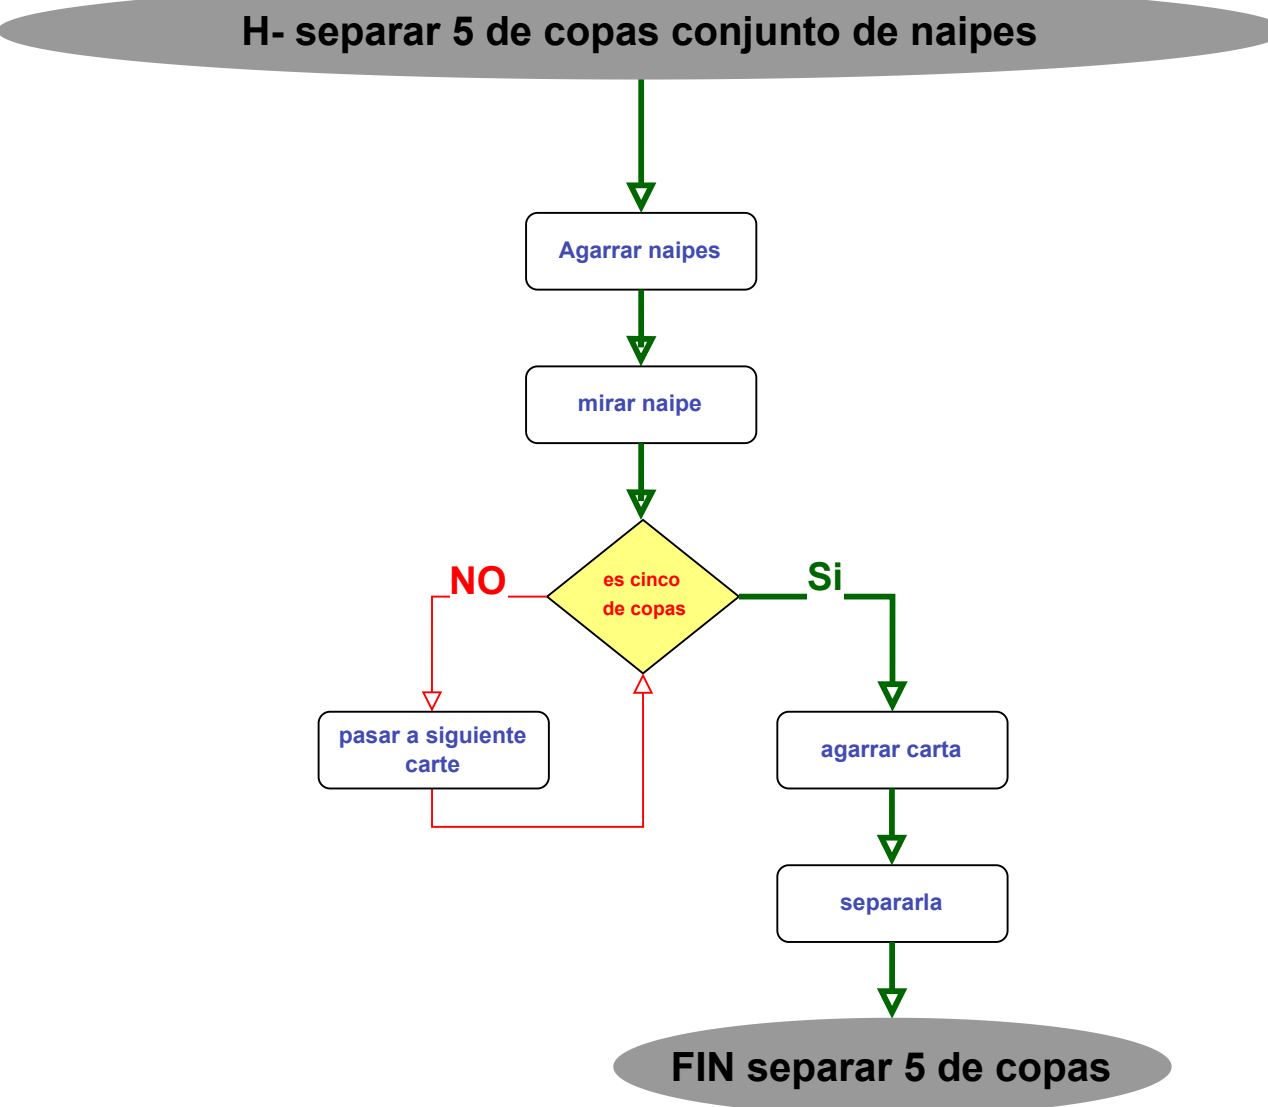 H- separar 5 de copas conjunto de naipes
Agarrar naipes
mirar naipe
es cinco
de copas
NO
Si
pasar a siguiente
carte
agarrar carta
separarla
FIN separar 5 de copas